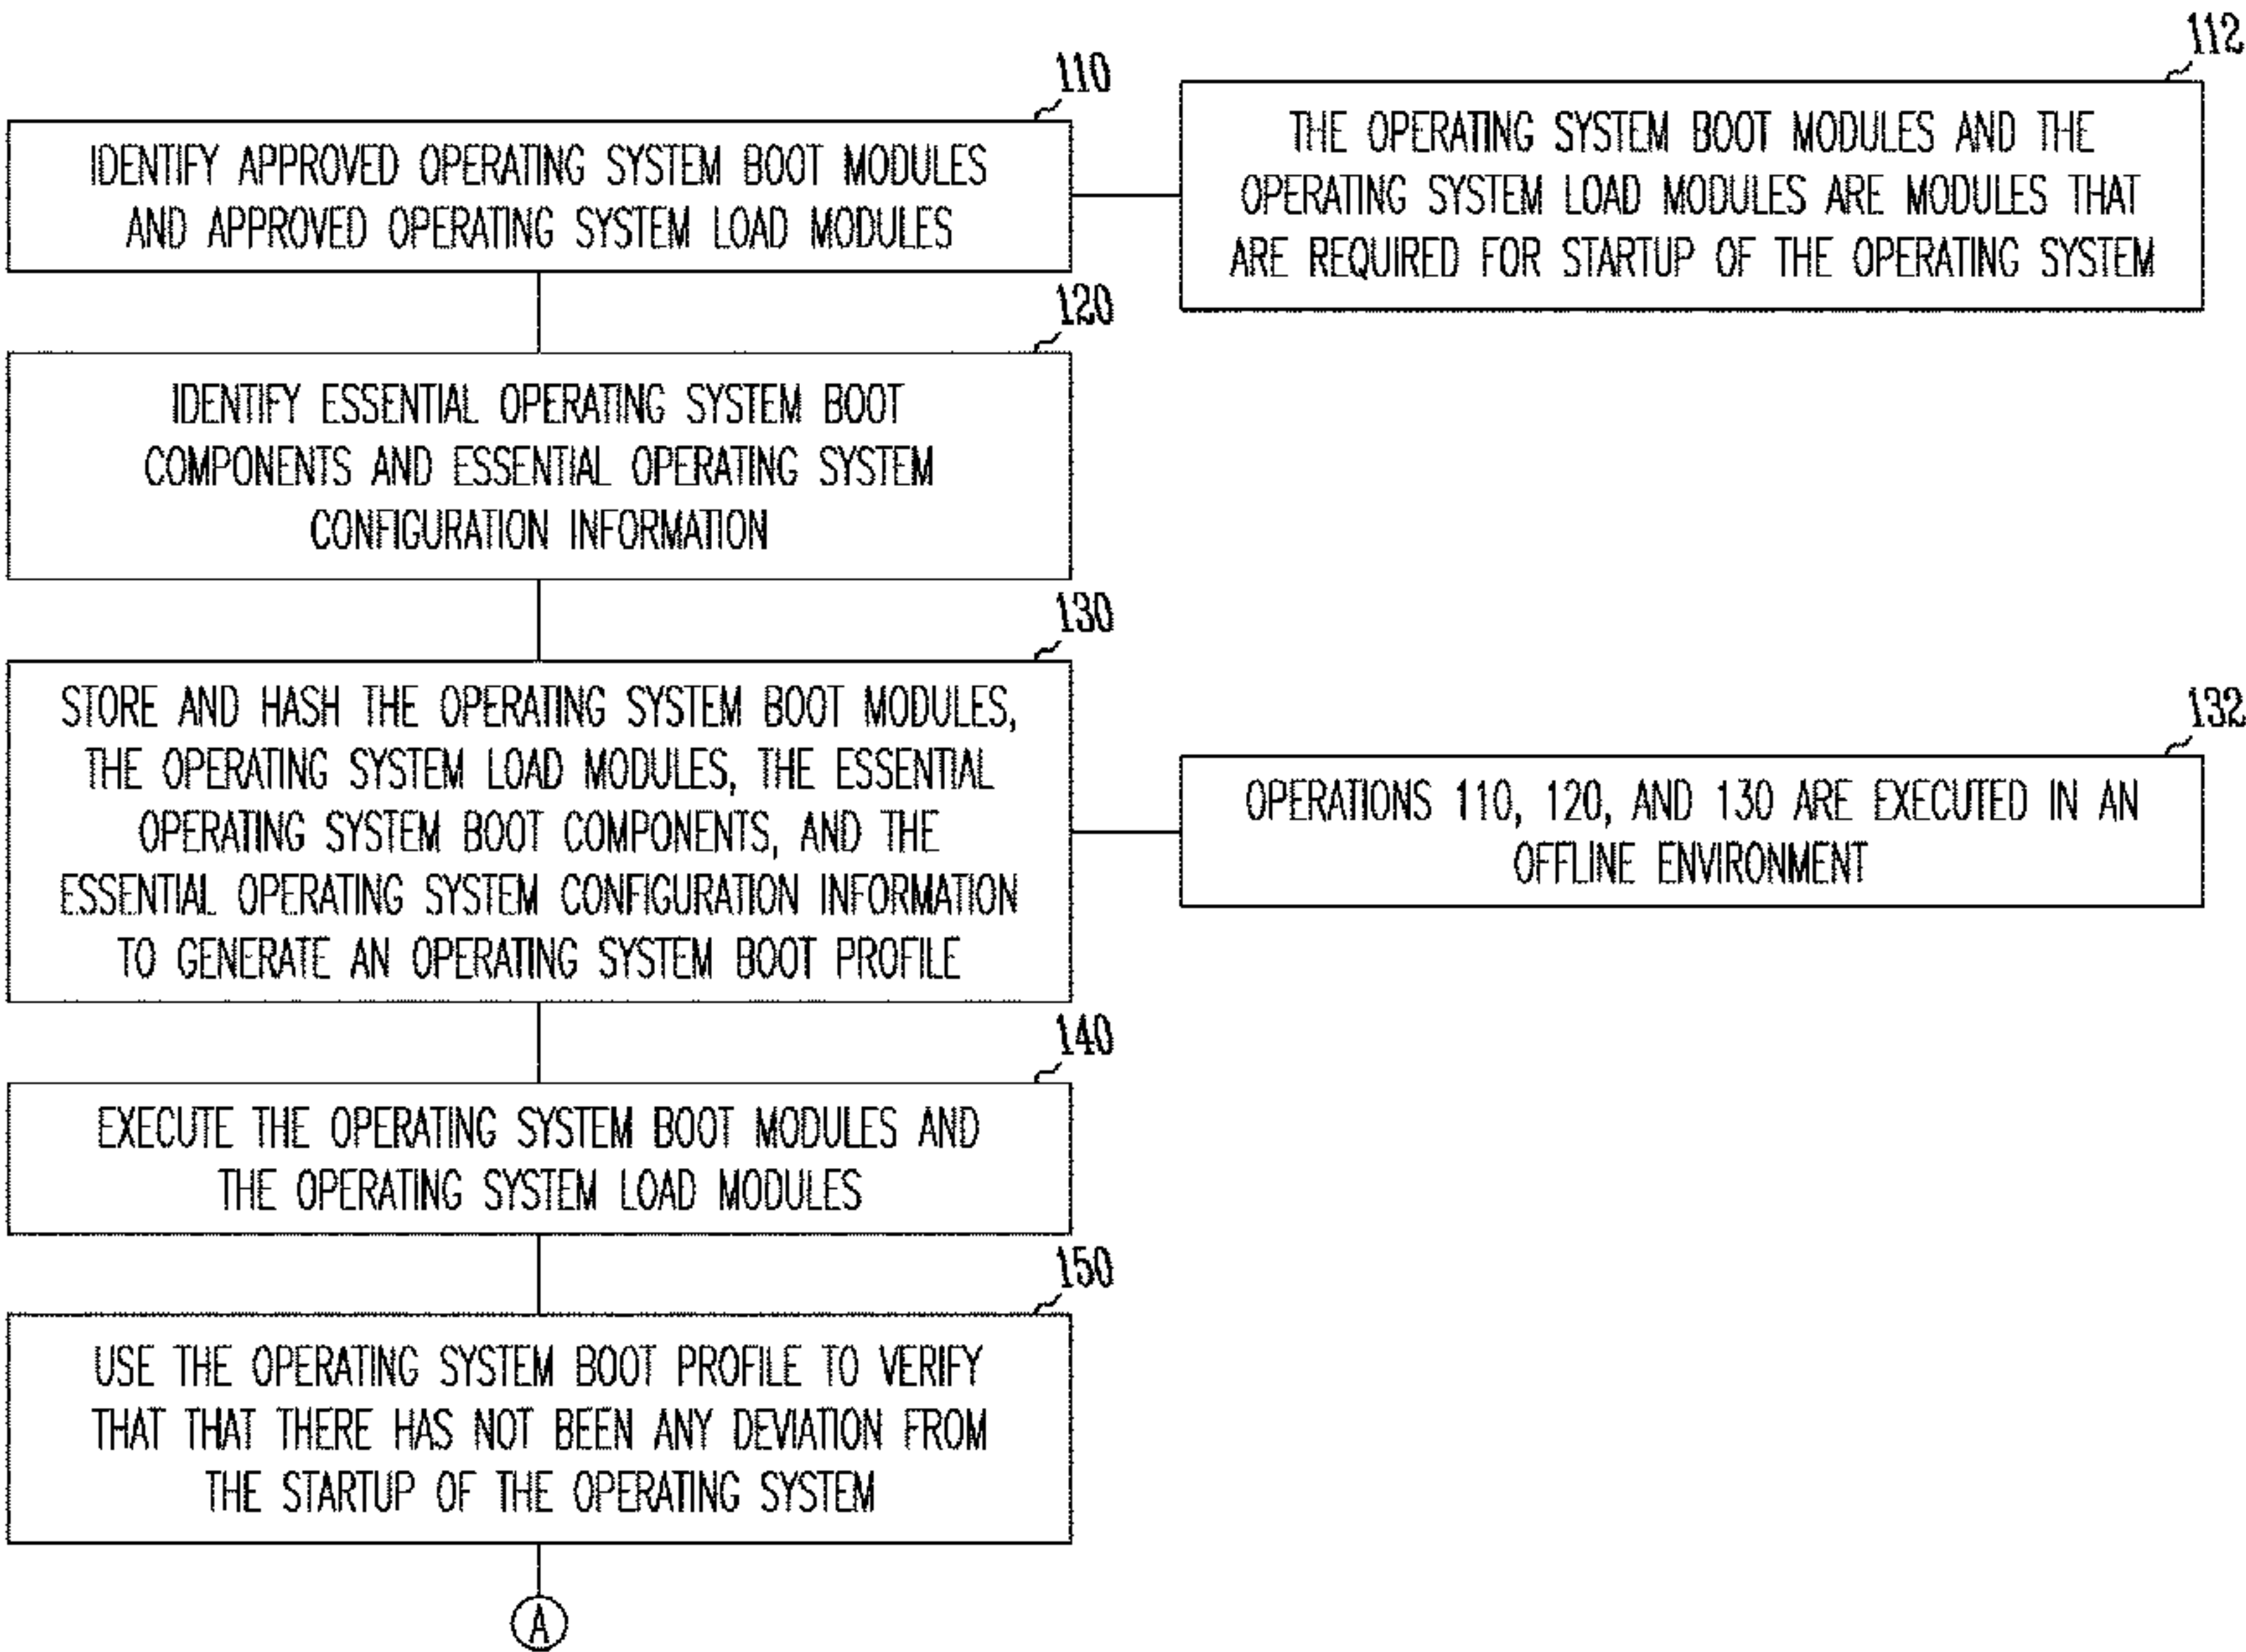 110
IDENTIFY APPROVED OPERATING SYSTEM BOOT MODULES
AND APPROVED OPERATING SYSTEM LOAD MODULES
112
THE OPERATING SYSTEM BOOT MODULES AND THE
OPERATING SYSTEM LOAD MODULES ARE MODULES THAT
ARE REQUIRED FOR STARTUP OF THE OPERATING SYSTEM
120
IDENTIFY ESSENTIAL OPERATING SYSTEM BOOT
COMPONENTS AND ESSENTIAL OPERATING SYSTEM
CONFIGURATION INFORMATION
130
STORE AND HASH THE OPERATING SYSTEM BOOT MODULES,
THE OPERATING SYSTEM LOAD MODULES, THE ESSENTIAL
OPERATING SYSTEM BOOT COMPONENTS, AND THE
ESSENTIAL OPERATING SYSTEM CONFIGURATION INFORMATION
TO GENERATE AN OPERATING SYSTEM BOOT PROFILE
132
OPERATIONS 110, 120, AND 130 ARE EXECUTED IN AN
OFFLINE ENVIRONMENT
140
EXECUTE THE OPERATING SYSTEM BOOT MODULES AND
THE OPERATING SYSTEM LOAD MODULES
150
USE THE OPERATING SYSTEM BOOT PROFILE TO VERIFY
THAT THAT THERE HAS NOT BEEN ANY DEVIATION FROM
THE STARTUP OF THE OPERATING SYSTEM
A